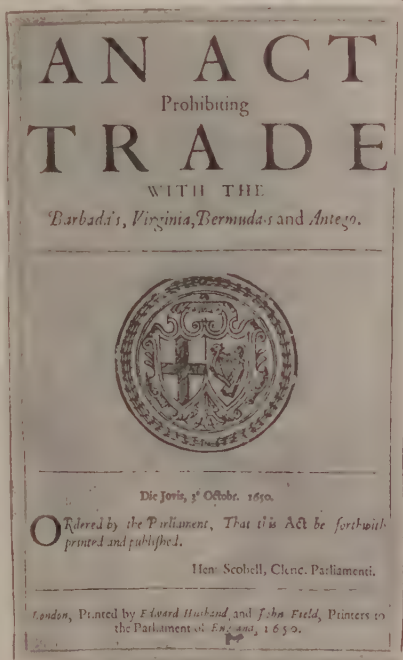 AN ACT
Prohibiting
TRADE
WITH THE
Barbada's, Virginia, Bermuda's and Antego.
Die Jovis, 3° Octobr. 1650.
ORdered by the Parliament, That this Act be forthwith
printed and published.
Hen: Scobell, Cleric. Parliamenti.
London, Printed by Edward Husband and John Field, Printers to
the Parliament of England, 1650.